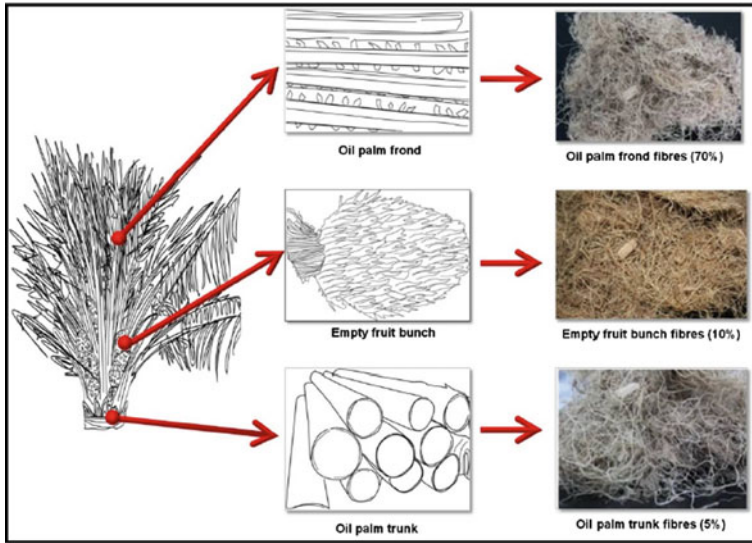 Oil palm frond
Oil palm frond fibres (70%)
Empty fruit bunch
Empty fruit bunch fibres (10%)
Oil palm trunk
Oil palm trunk fibres (5%)